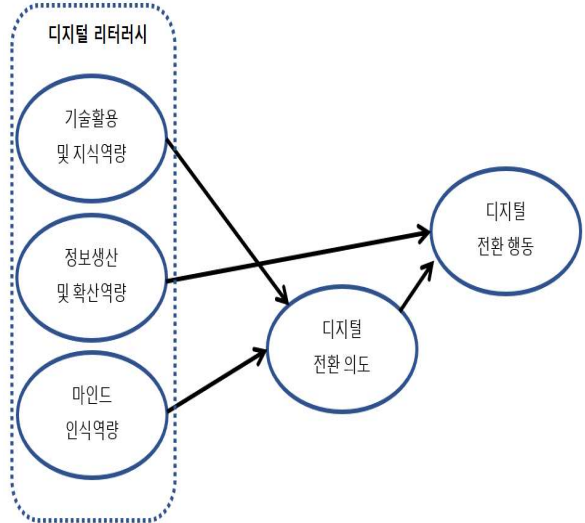 디지털 리터러시
기술활용
및 지식역량
정보생산
및 확산역량
마인드
인식역량
디지털
전환 의도
디지털
전환 행동